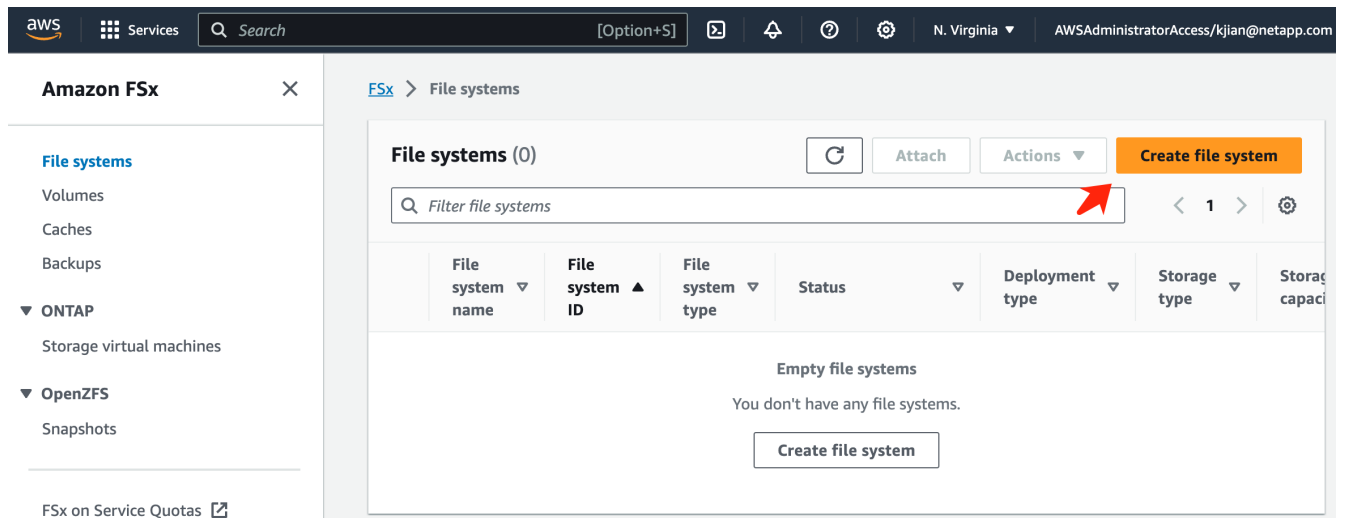 aws
Services
Search
[Option+S]
N. Virginia
AWSAdministratorAccess/kjian@netapp.com
Amazon FSx
File systems
Volumes
Caches
Backups
ONTAP
Storage virtual machines
OpenZFS
Snapshots
FSx on Service Quotas
FSx
File systems
File systems (0)
Attach
Actions
Create file system
Filter file systems
1
File
system
name
File
system
ID
File
system
type
Status
Deployment
type
Storage
type
Empty file systems
You don't have any file systems.
Create file system